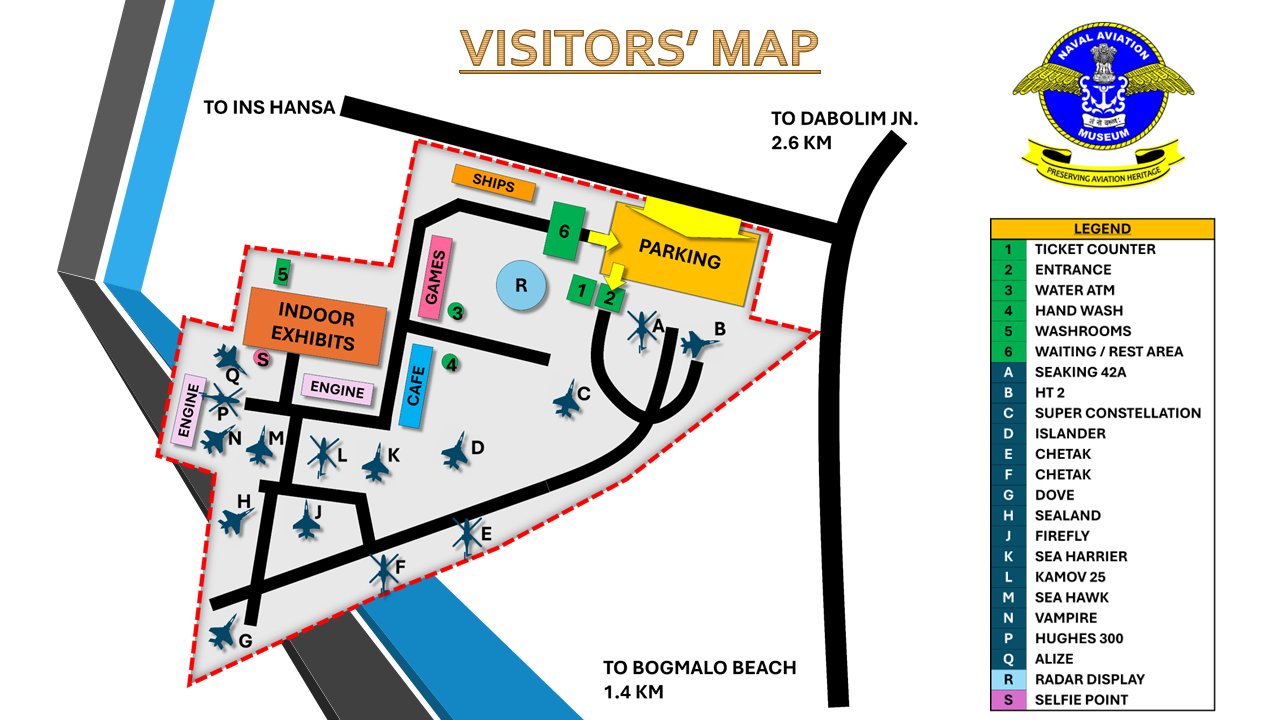 VISITORS' MAP
NAVAL AVIATION
MUSEUM
PRESERVING AVIATION HERITAGE
TO INS HANSA
TO DABOLIM JN.
2.6 KM
SHIPS
6
PARKING
GAMES
R
1
2
3
5
INDOOR
EXHIBITS
A
B
S
Q
4
CAFE
ENGINE
C
ENGINE
P
N
M
L
K
D
H
J
E
F
G
TO BOGMALO BEACH
1.4 KM
LEGEND
1 TICKET COUNTER
2 ENTRANCE
3 WATER ATM
4 HAND WASH
5 WASHROOMS
6 WAITING / REST AREA
A SEAKING 42A
B HT 2
C SUPER CONSTELLATION
D ISLANDER
E CHETAK
F CHETAK
G DOVE
H SEALAND
J FIREFLY
K SEA HARRIER
L KAMOV 25
M SEA HAWK
N VAMPIRE
P HUGHES 300
Q ALIZE
R RADAR DISPLAY
S SELFIE POINT